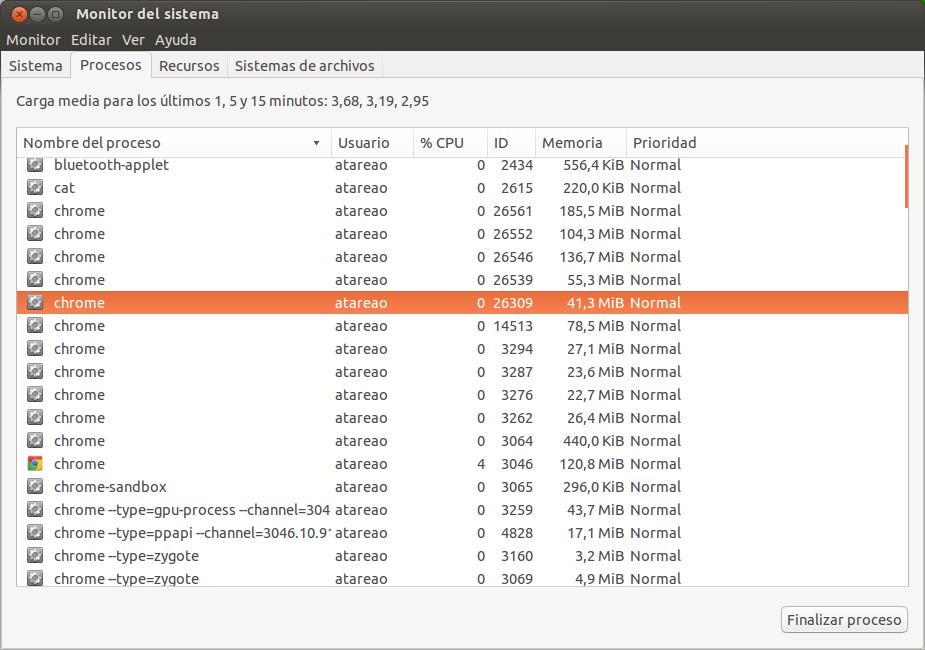 Monitor del sistema
Monitor Editar Ver Ayuda
Sistema Procesos Recursos Sistemas de archivos
Carga media para los últimos 1, 5 y 15 minutos: 3,68, 3,19, 2,95
Nombre del proceso Usuario % CPU ID Memoria Prioridad
bluetooth-applet atareao 0 2434 556,4 KiB Normal
cat atareao 0 2615 220,0 KiB Normal
chrome atareao 0 26561 185,5 MiB Normal
chrome atareao 0 26552 104,3 MiB Normal
chrome atareao 0 26546 136,7 MiB Normal
chrome atareao 0 26539 55,3 MiB Normal
chrome atareao 0 26309 41,3 MiB Normal
chrome atareao 0 14513 78,5 MiB Normal
chrome atareao 0 3294 27,1 MiB Normal
chrome atareao 0 3287 23,6 MiB Normal
chrome atareao 0 3276 22,7 MiB Normal
chrome atareao 0 3262 26,4 MiB Normal
chrome atareao 0 3064 440,0 KiB Normal
chrome atareao 4 3046 120,8 MiB Normal
chrome-sandbox atareao 0 3065 296,0 KiB Normal
chrome --type=gpu-process --channel=304 atareao 0 3259 43,7 MiB Normal
chrome --type=ppapi --channel=3046.10.91 atareao 0 4828 17,1 MiB Normal
chrome --type=zygote atareao 0 3160 3,2 MiB Normal
chrome --type=zygote atareao 0 3069 4,9 MiB Normal
Finalizar proceso